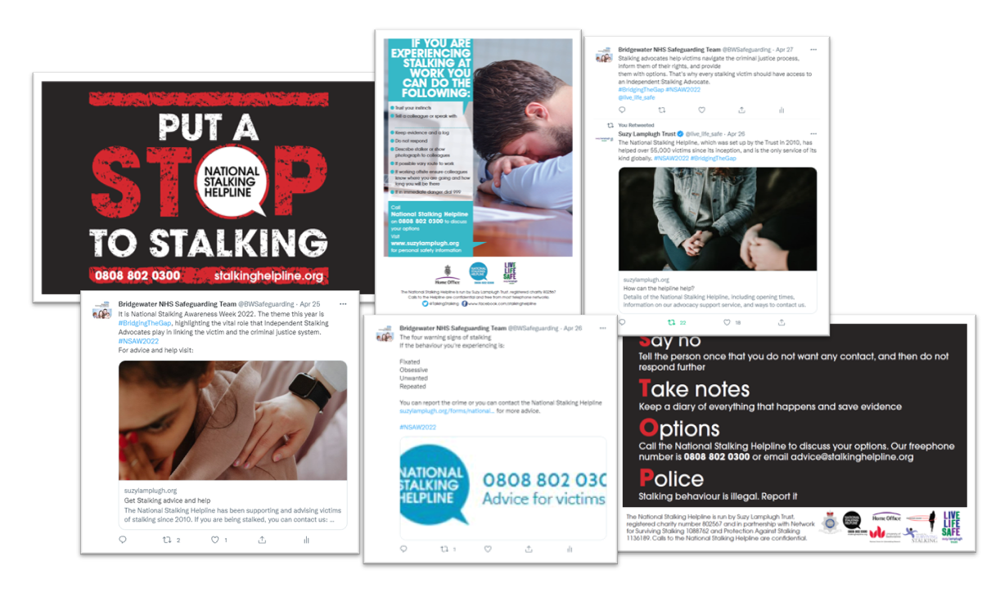 PUT A
STOP
NATIONAL
STALKING
HELPLINE
TO STALKING
0808 802 0300 stalkinghelpline.org
IF YOU ARE
EXPERIENCING
STALKING AT
WORK YOU
CAN DO THE
FOLLOWING:
Trust your instincts
Tell a colleague or speak with
Keep evidence and a log
Do not respond
Describe stalker or show
photograph to colleagues
If possible vary route to work
If working offsite ensure colleagues
know where you are going and how
long you will be there
If in immediate danger dial 999
Call
National Stalking Helpline
on 0808 802 0300 to discuss
your options
Visit
www.suzylamplugh.org
for personal safety information
Home Office
NATIONAL
STALKING
HELPLINE
LIVE
LIFE
SAFE
The National Stalking Helpline is run by Suzy Lamplugh Trust, registered charity 802567
Calls to the National Stalking Helpline are confidential and free from most telephone networks.
@TalkingStalking www.facebook.com/stalkinghelpline
Bridgewater NHS Safeguarding Team @BWSafeguarding · Apr 27
Stalking advocates help victims navigate the criminal justice process,
inform them of their rights, and provide
them with options. That's why every stalking victim should have access to
an Independent Stalking Advocate.
#BridgingTheGap #NSAW2022
@live_life_safe
You Retweeted
Suzy Lamplugh Trust @live_life_safe · Apr 26
The National Stalking Helpline, which was set up by the Trust in 2010, has
helped over 55,000 victims since its inception, and is the only service of its
kind globally. #NSAW2022 #BridgingTheGap
suzylamplugh.org
How can the helpline help?
Details of the National Stalking Helpline, including opening times,
information on our advocacy support service, and ways to contact us.
22 18
Bridgewater NHS Safeguarding Team @BWSafeguarding · Apr 25
It is National Stalking Awareness Week 2022. The theme this year is
#BridgingTheGap, highlighting the vital role that Independent Stalking
Advocates play in linking the victim and the criminal justice system.
#NSAW2022
For advice and help visit:
suzylamplugh.org
Get Stalking advice and help
The National Stalking Helpline has been supporting and advising victims
of stalking since 2010. If you are being stalked, you can contact us: ...
2 1
Bridgewater NHS Safeguarding Team @BWSafeguarding · Apr 26
The four warning signs of stalking
If the behaviour you're experiencing is:
Fixated
Obsessive
Unwanted
Repeated
You can report the crime or you can contact the National Stalking Helpline
suzylamplugh.org/forms/national... for more advice.
#NSAW2022
NATIONAL
STALKING
HELPLINE
0808 802 030
Advice for victims
Say no
Tell the person once that you do not want any contact, and then do not
respond further
Take notes
Keep a diary of everything that happens and save evidence
Options
Call the National Stalking Helpline to discuss your options. Our freephone
number is 0808 802 0300 or email advice@stalkinghelpline.org
Police
Stalking behaviour is illegal. Report it
The National Stalking Helpline is run by Suzy Lamplugh Trust,
registered charity number 802567 and in partnership with Network
for Surviving Stalking 1088762 and Protection Against Stalking
1136189. Calls to the National Stalking Helpline are confidential.
Home Office
STALKING
LIVE
LIFE
SAFE